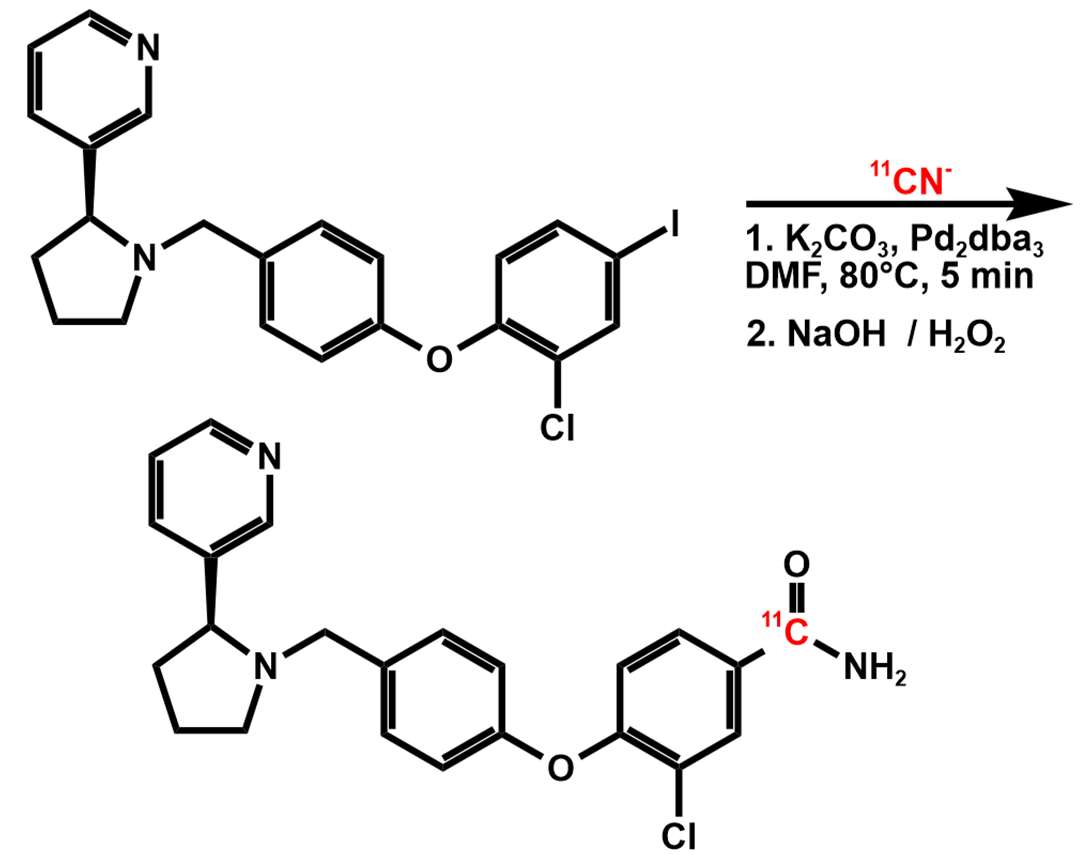 N
N
O
Cl
I
¹¹CN⁻
1. K₂CO₃, Pd₂dba₃
DMF, 80°C, 5 min
2. NaOH / H₂O₂
N
N
O
Cl
O
¹¹C
NH₂